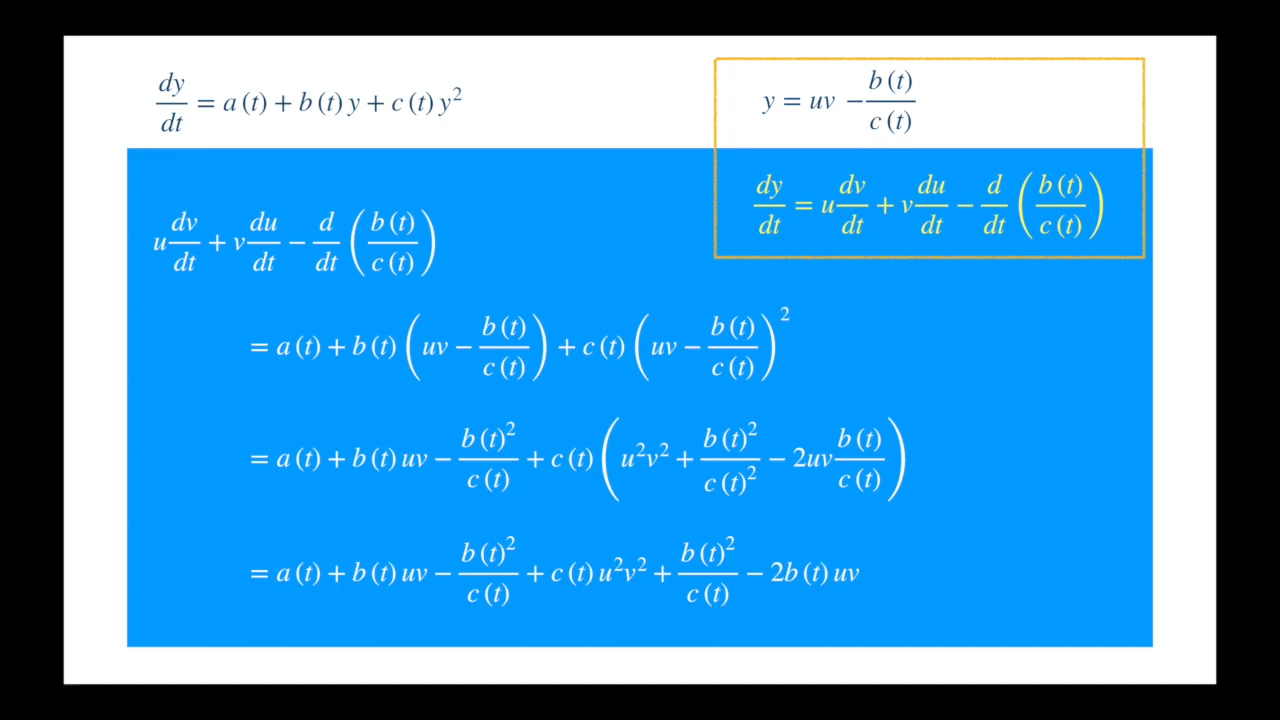 dy/dt = a (t) + b (t) y + c (t) y²
y = uv − b (t)/c (t)
dy/dt = u dv/dt + v du/dt − d/dt (b (t)/c (t))
u dv/dt + v du/dt − d/dt (b (t)/c (t))
= a (t) + b (t) (uv − b (t)/c (t)) + c (t) (uv − b (t)/c (t))²
= a (t) + b (t) uv − b (t)²/c (t) + c (t) (u²v² + b (t)²/c (t)² − 2uv b (t)/c (t))
= a (t) + b (t) uv − b (t)²/c (t) + c (t) u²v² + b (t)²/c (t) − 2b (t) uv